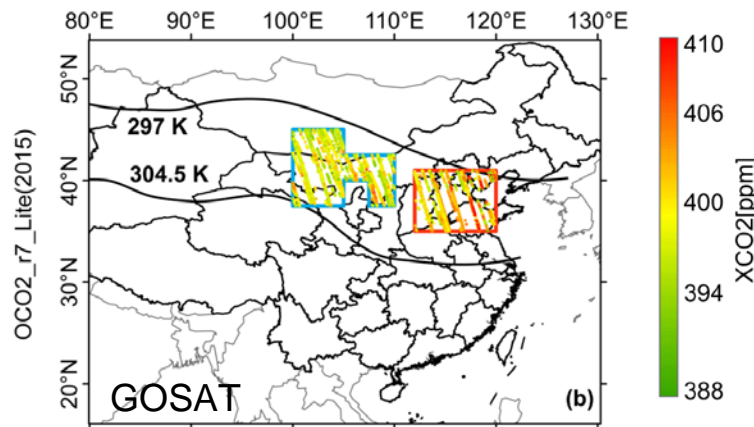 80°E 90°E 100°E 110°E 120°E 130°E
50°N
40°N
30°N
20°N
OCO2_r7_Lite(2015)
297 K
304.5 K
GOSAT
(b)
410
406
400
394
388
XCO2[ppm]